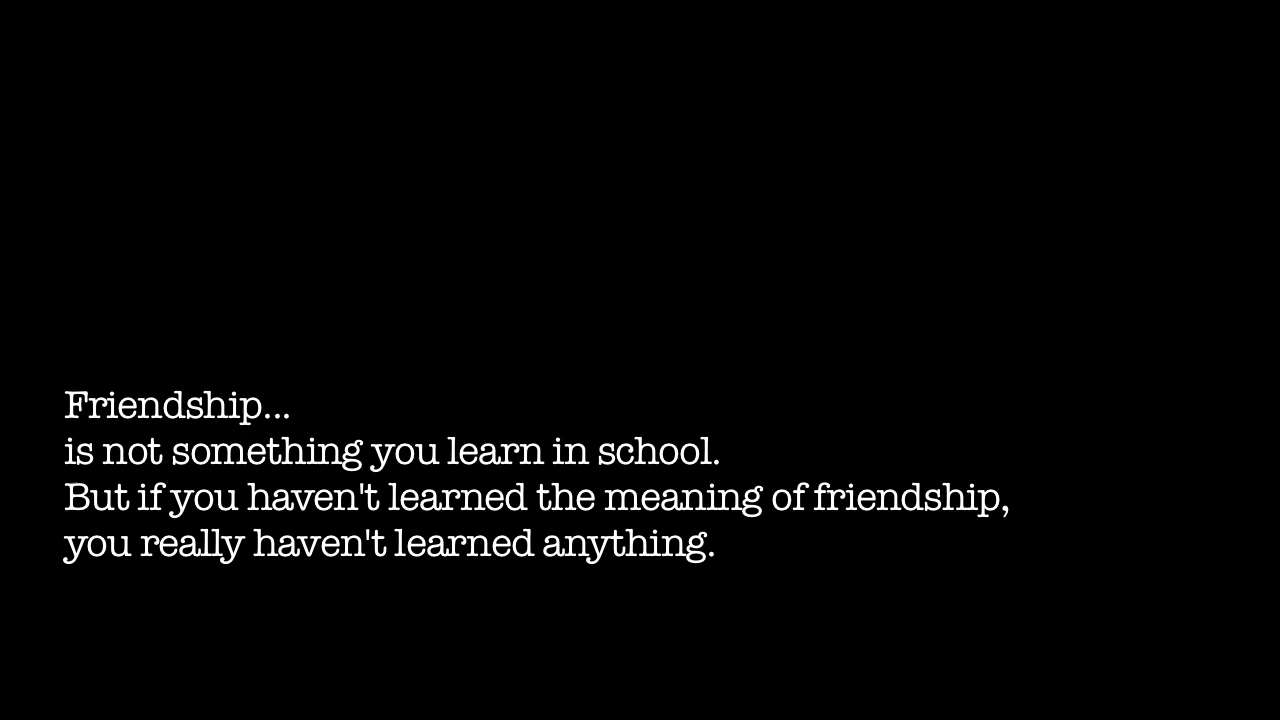 Friendship...
is not something you learn in school.
But if you haven't learned the meaning of friendship,
you really haven't learned anything.